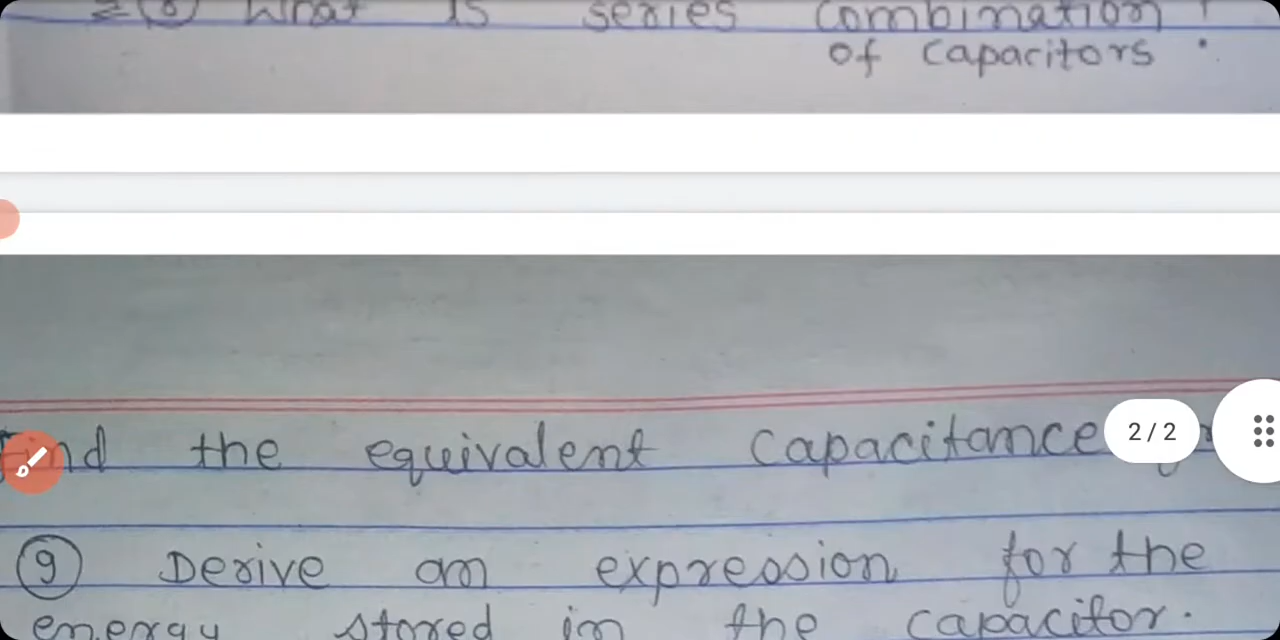 What is series combination
of capacitors .
the equivalent capacitance
2/2
9 Derive an expression for the
energy stored in the capacitor.